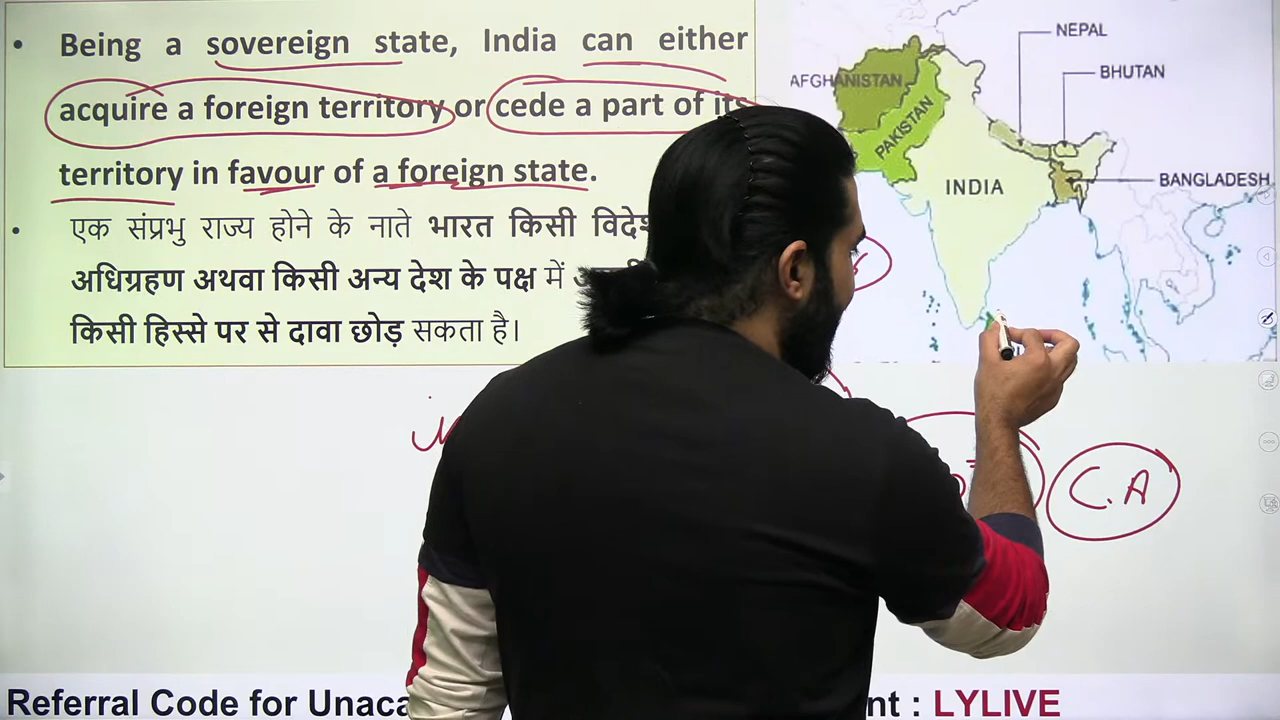 • Being a sovereign state, India can either
acquire a foreign territory or cede a part of its
territory in favour of a foreign state.
• एक संप्रभु राज्य होने के नाते भारत किसी
अधिग्रहण अथवा किसी अन्य देश के पक्ष में
किसी हिस्से पर से दावा छोड़ सकता है।
NEPAL
AFGHANISTAN
BHUTAN
PAKISTAN
INDIA
BANGLADESH
C.A
Referral Code for
: LYLIVE